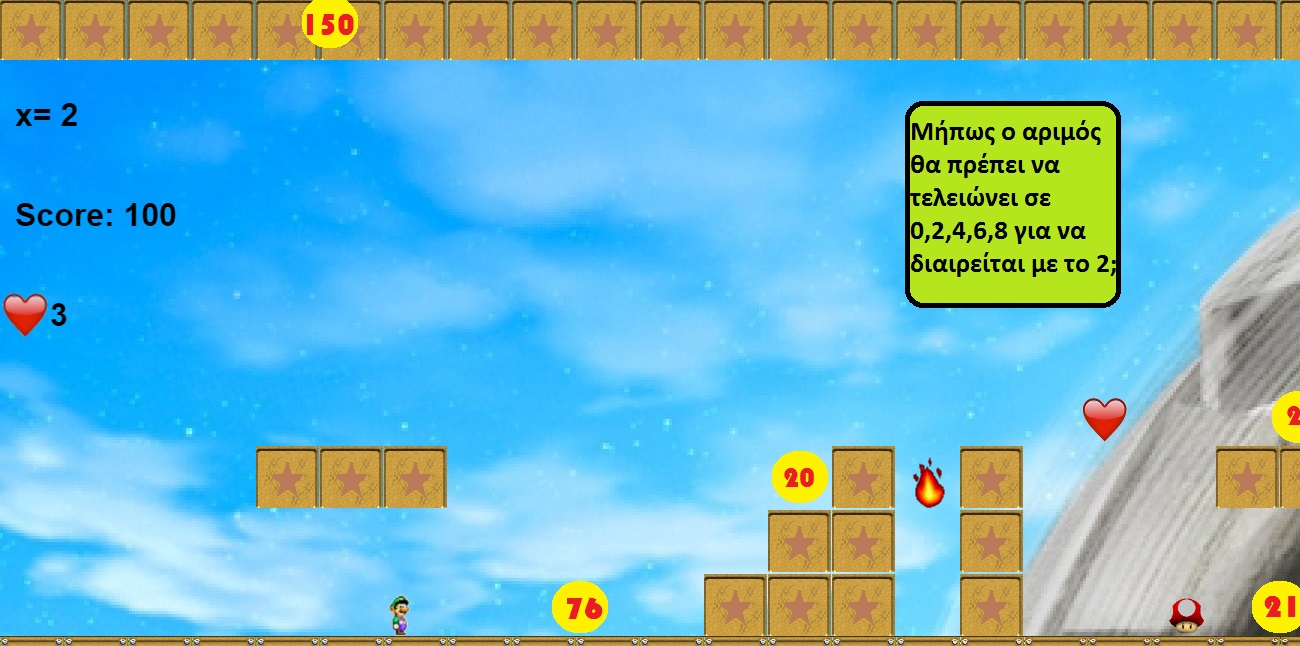 150
x= 2
Μήπως ο αριμός
θα πρέπει να
τελειώνει σε
0,2,4,6,8 για να
διαιρείται με το 2;
Score: 100
3
20
76
21